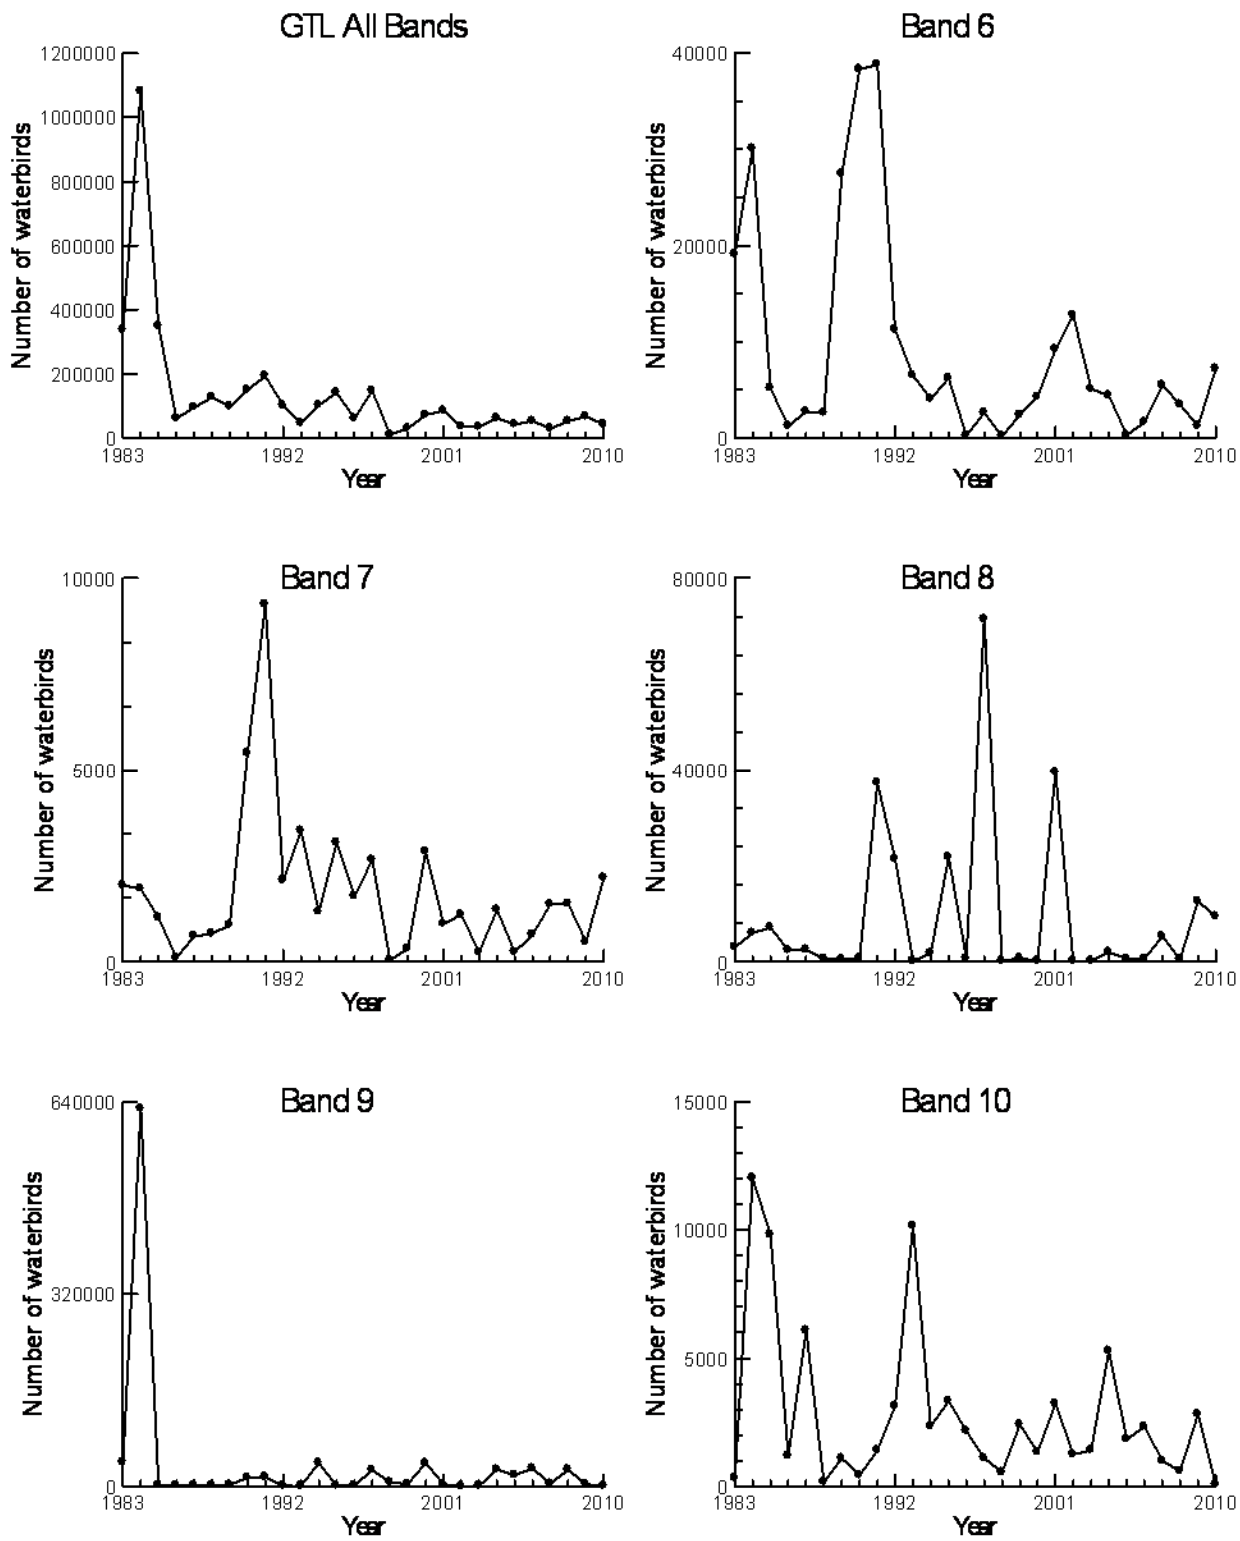 GTL All Bands
1200000
1000000
800000
600000
400000
200000
0
Number of waterbirds
1983 1992 2001 2010
Year
Band 6
40000
20000
0
Number of waterbirds
1983 1992 2001 2010
Year
Band 7
10000
5000
0
Number of waterbirds
1983 1992 2001 2010
Year
Band 8
80000
40000
0
Number of waterbirds
1983 1992 2001 2010
Year
Band 9
640000
320000
0
Number of waterbirds
1983 1992 2001 2010
Year
Band 10
15000
10000
5000
0
Number of waterbirds
1983 1992 2001 2010
Year